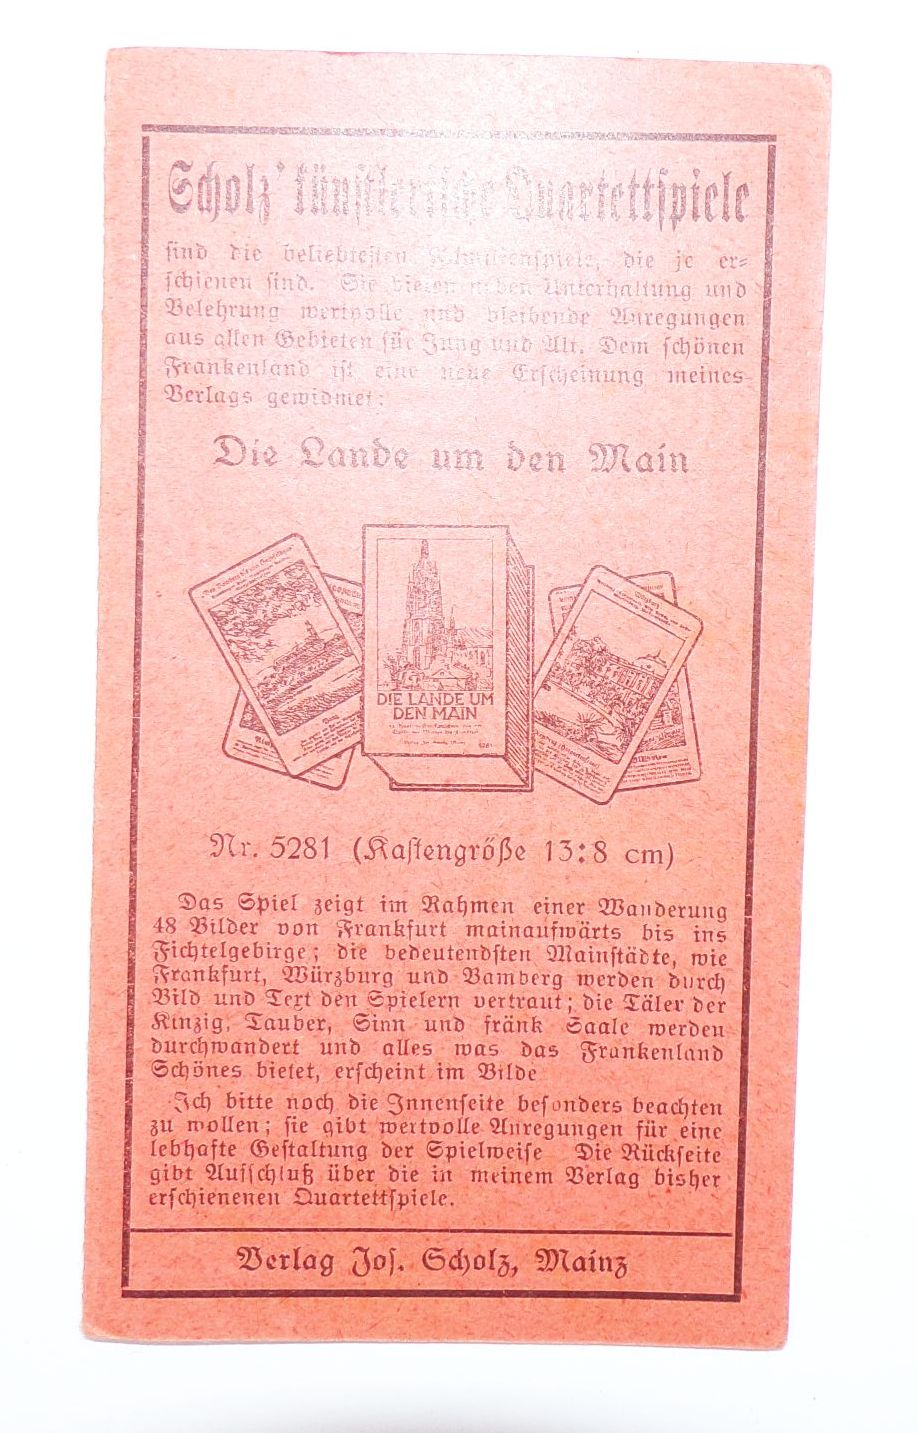 Scholz' künstlerische Quartettspiele
sind die beliebtesten Familienspiele, die je er-
schienen sind. Sie bieten neben Unterhaltung und
Belehrung wertvolle und bleibende Anregungen
aus allen Gebieten für Jung und Alt. Dem schönen
Frankenland ist eine neue Erscheinung meines
Verlags gewidmet:
Die Lande um den Main
DIE LANDE UM
DEN MAIN
5281
Nr. 5281 (Kastengröße 13:8 cm)
Das Spiel zeigt im Rahmen einer Wanderung
48 Bilder von Frankfurt mainaufwärts bis ins
Fichtelgebirge; die bedeutendsten Mainstädte, wie
Frankfurt, Würzburg und Bamberg werden durch
Bild und Text den Spielern vertraut; die Täler der
Kinzig, Tauber, Sinn und fränk Saale werden
durchwandert und alles was das Frankenland
Schönes bietet, erscheint im Bilde
Ich bitte noch die Innenseite besonders beachten
zu wollen; sie gibt wertvolle Anregungen für eine
lebhafte Gestaltung der Spielweise Die Rückseite
gibt Aufschluß über die in meinem Verlag bisher
erschienenen Quartettspiele.
Verlag Jos. Scholz, Mainz